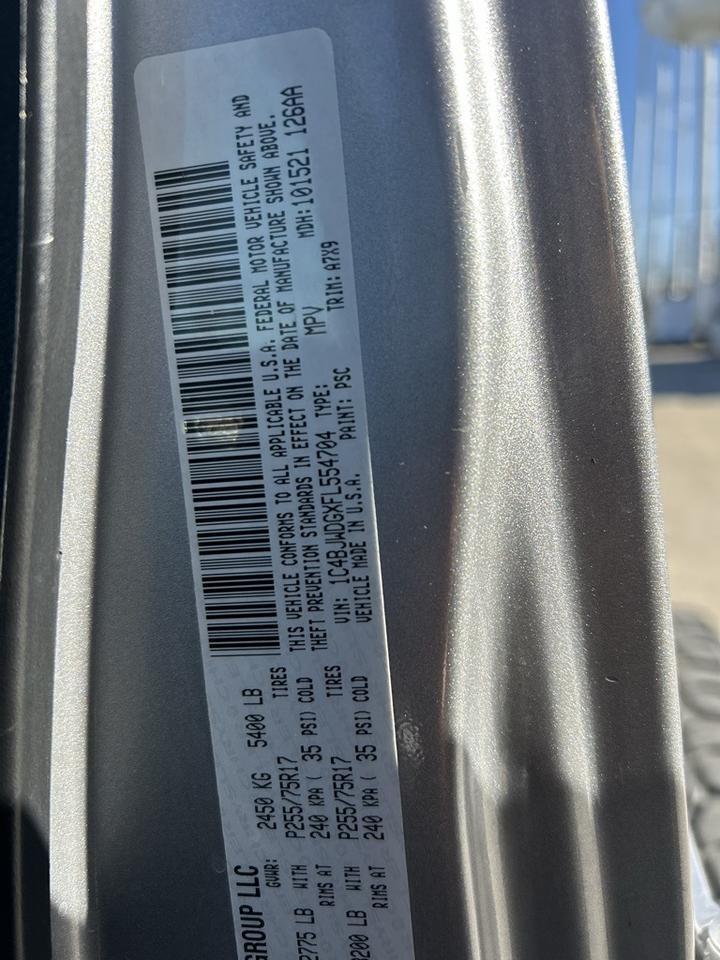 GROUP LLC
GVWR: 2450 KG 5400 LB
2775 LB WITH P255/75R17 TIRES
RIMS AT 240 KPA ( 35 PSI) COLD
200 LB WITH P255/75R17 TIRES
RIMS AT 240 KPA ( 35 PSI) COLD
THIS VEHICLE CONFORMS TO ALL APPLICABLE U.S.A. FEDERAL MOTOR VEHICLE SAFETY AND
THEFT PREVENTION STANDARDS IN EFFECT ON THE DATE OF MANUFACTURE SHOWN ABOVE.
VIN: 1C4BJWDGXFL554704 TYPE: MPV MDH:101521 126AA
VEHICLE MADE IN U.S.A. PAINT: PSC TRIM: A7X9